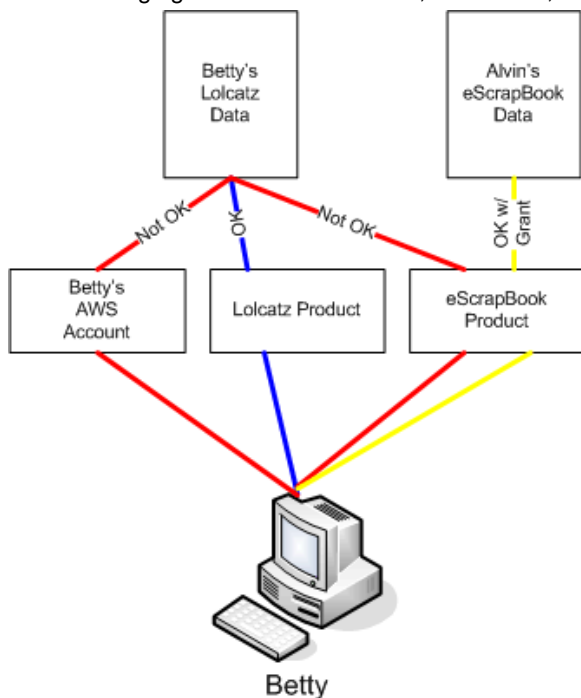 Betty's
Lolcatz
Data
Alvin's
eScrapBook
Data
Not OK
OK
Not OK
OK w/
Grant
Betty's
AWS
Account
Lolcatz Product
eScrapBook
Product
Betty